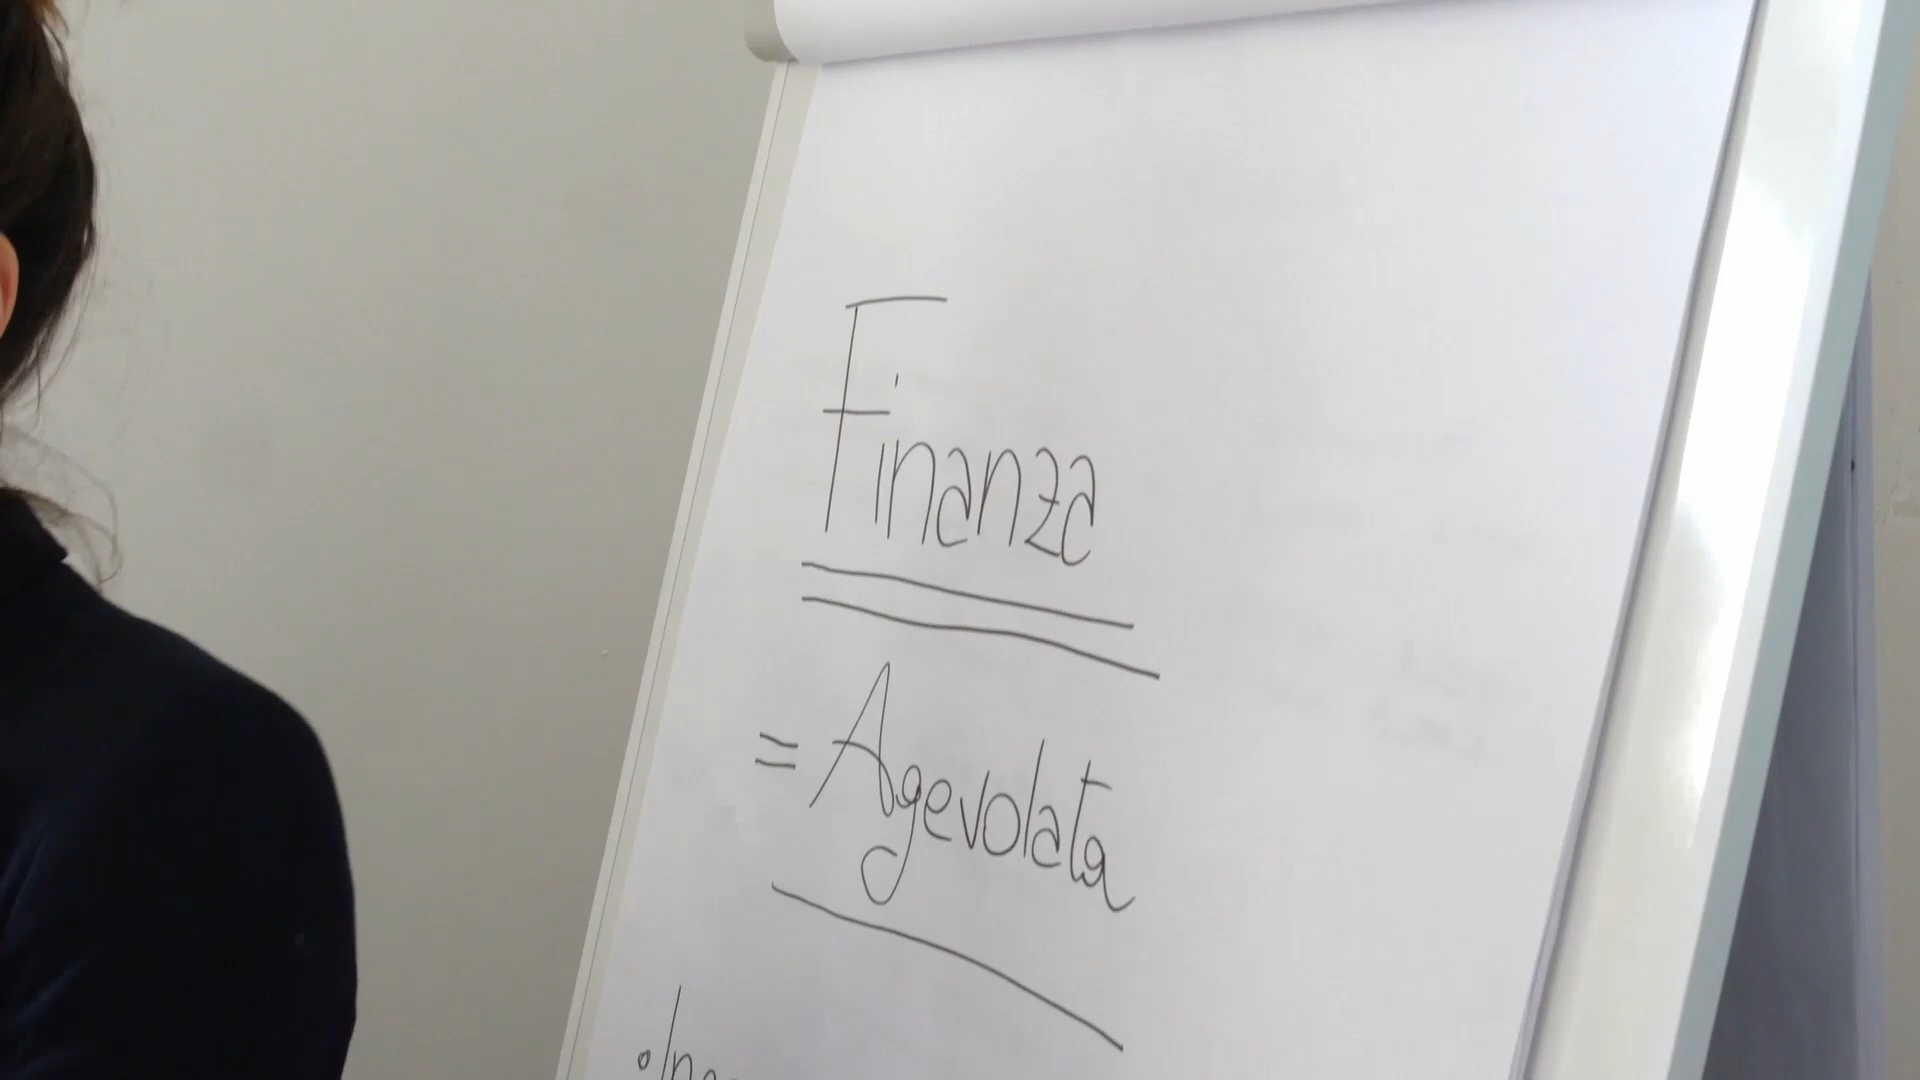 Finanza
= Agevolata